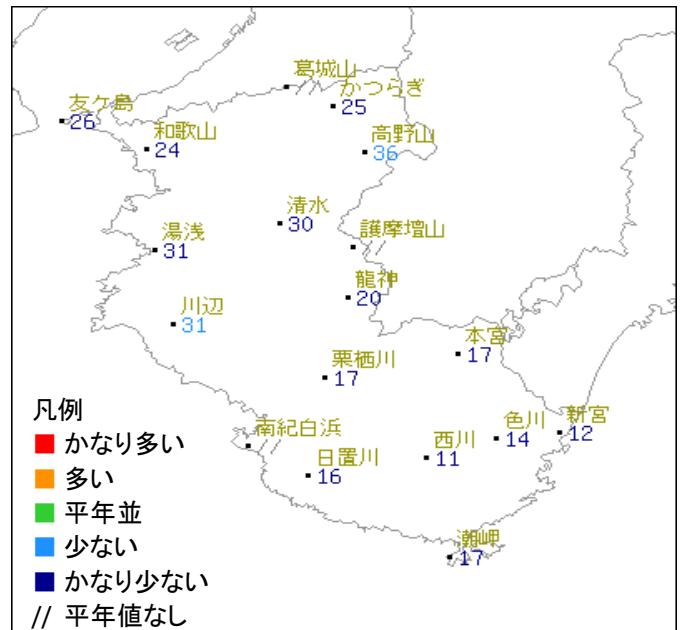 葛城山
//
かつらぎ
25
友ケ島
26
和歌山
24
高野山
36
清水
30
湯浅
31
護摩壇山
//
龍神
20
川辺
31
本宮
17
栗栖川
17
南紀白浜
//
日置川
16
西川
11
色川
14
新宮
12
潮岬
17
凡例
かなり多い
多い
平年並
少ない
かなり少ない
// 平年値なし